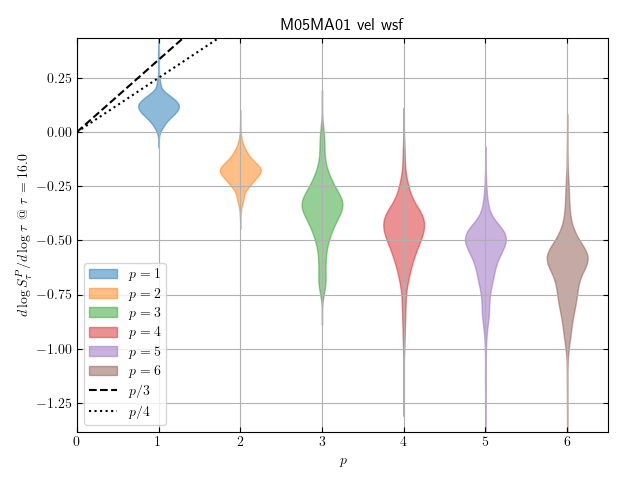 M05MA01 vel wsf
d log S_τ^P / d log τ @ τ = 16.0
0.25
0.00
−0.25
−0.50
−0.75
−1.00
−1.25
p = 1
p = 2
p = 3
p = 4
p = 5
p = 6
p/3
p/4
0 1 2 3 4 5 6
p